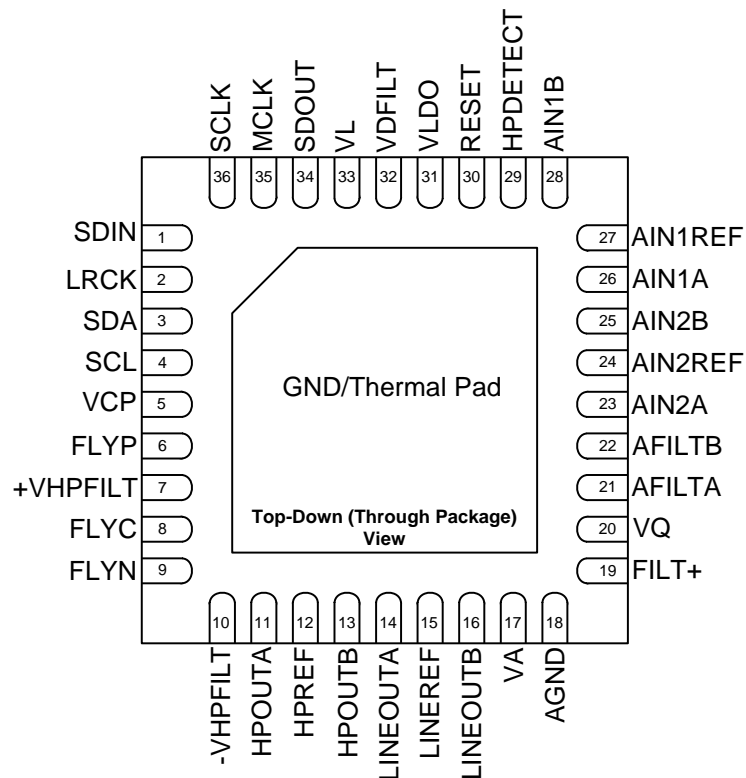 SCLK
MCLK
SDOUT
VL
VDFILT
VLDO
RESET
HPDETECT
AIN1B
36
35
34
33
32
31
30
29
28
SDIN 1
LRCK 2
SDA 3
SCL 4
VCP 5
FLYP 6
+VHPFILT 7
FLYC 8
FLYN 9
GND/Thermal Pad
Top-Down (Through Package)
View
27 AIN1REF
26 AIN1A
25 AIN2B
24 AIN2REF
23 AIN2A
22 AFILTB
21 AFILTA
20 VQ
19 FILT+
10
11
12
13
14
15
16
17
18
-VHPFILT
HPOUTA
HPREF
HPOUTB
LINEOUTA
LINEREF
LINEOUTB
VA
AGND